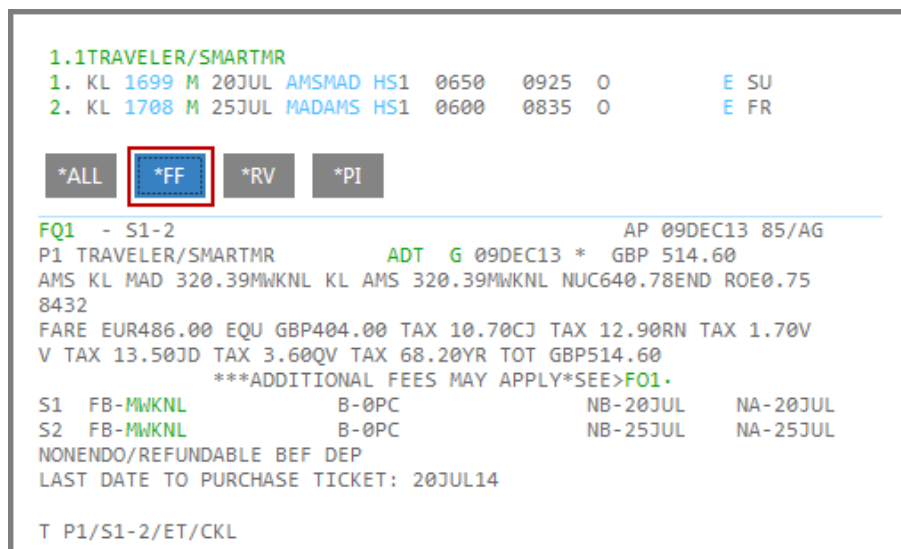 1.1TRAVELER/SMARTMR
1. KL 1699 M 20JUL AMSMAD HS1 0650 0925 O E SU
2. KL 1708 M 25JUL MADAMS HS1 0600 0835 O E FR
*ALL *FF *RV *PI
FQ1 - S1-2 AP 09DEC13 85/AG
P1 TRAVELER/SMARTMR ADT G 09DEC13 * GBP 514.60
AMS KL MAD 320.39MWKNL KL AMS 320.39MWKNL NUC640.78END ROE0.75
8432
FARE EUR486.00 EQU GBP404.00 TAX 10.70CJ TAX 12.90RN TAX 1.70V
V TAX 13.50JD TAX 3.60QV TAX 68.20YR TOT GBP514.60
***ADDITIONAL FEES MAY APPLY*SEE>FO1·
S1 FB-MWKNL B-0PC NB-20JUL NA-20JUL
S2 FB-MWKNL B-0PC NB-25JUL NA-25JUL
NONENDO/REFUNDABLE BEF DEP
LAST DATE TO PURCHASE TICKET: 20JUL14
T P1/S1-2/ET/CKL